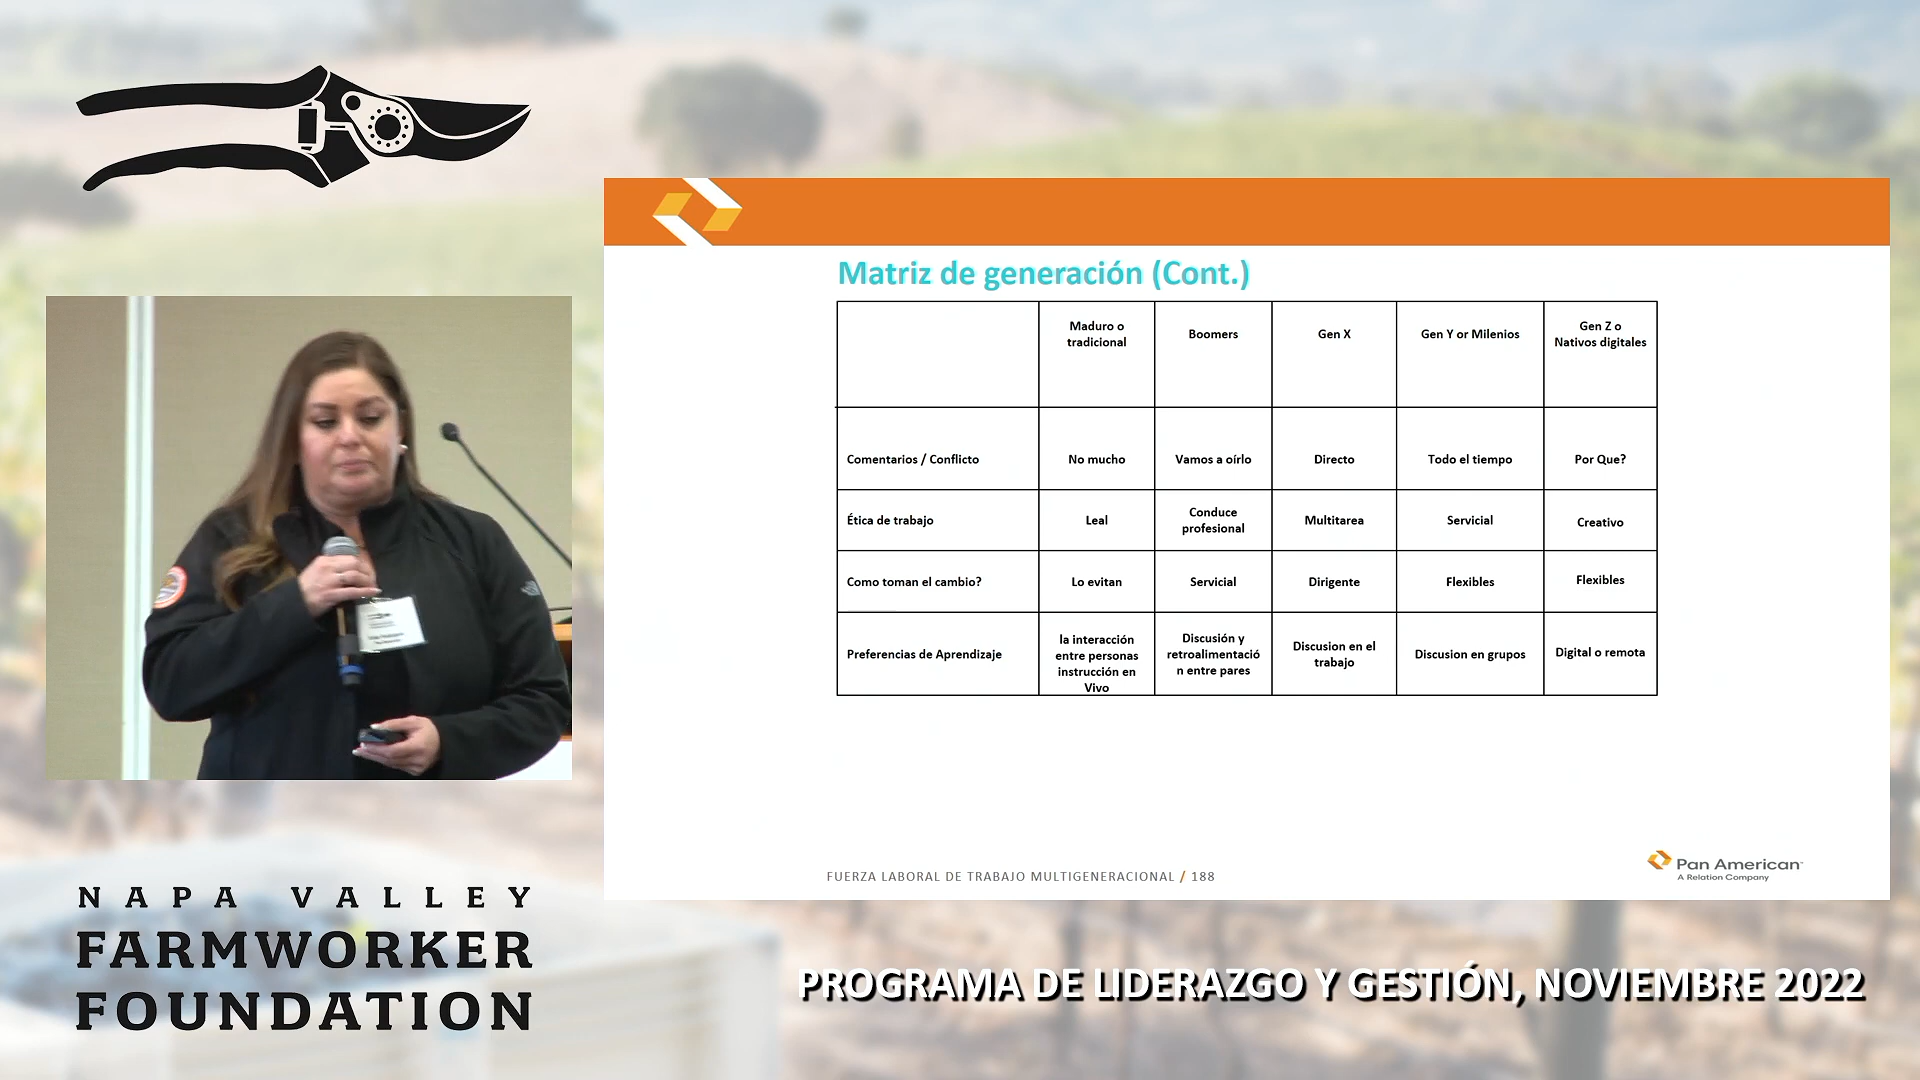 Matriz de generación (Cont.)
Maduro o
tradicional
Boomers
Gen X
Gen Y or Milenios
Gen Z o
Nativos digitales
Comentarios / Conflicto
No mucho
Vamos a oírlo
Directo
Todo el tiempo
Por Que?
Ética de trabajo
Leal
Conduce
profesional
Multitarea
Servicial
Creativo
Como toman el cambio?
Lo evitan
Servicial
Dirigente
Flexibles
Flexibles
Preferencias de Aprendizaje
la interacción
entre personas
instrucción en
Vivo
Discusión y
retroalimentació
n entre pares
Discusion en el
trabajo
Discusion en grupos
Digital o remota
FUERZA LABORAL DE TRABAJO MULTIGENERACIONAL / 188
Pan American
A Relation Company
NAPA VALLEY
FARMWORKER
FOUNDATION
PROGRAMA DE LIDERAZGO Y GESTIÓN, NOVIEMBRE 2022